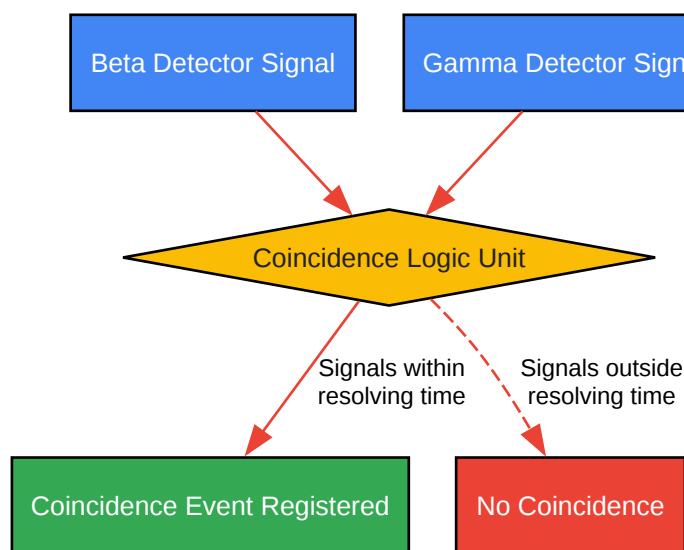 Beta Detector Signal
Gamma Detector Sign
Coincidence Logic Unit
Signals within
resolving time
Signals outside
resolving time
Coincidence Event Registered
No Coincidence